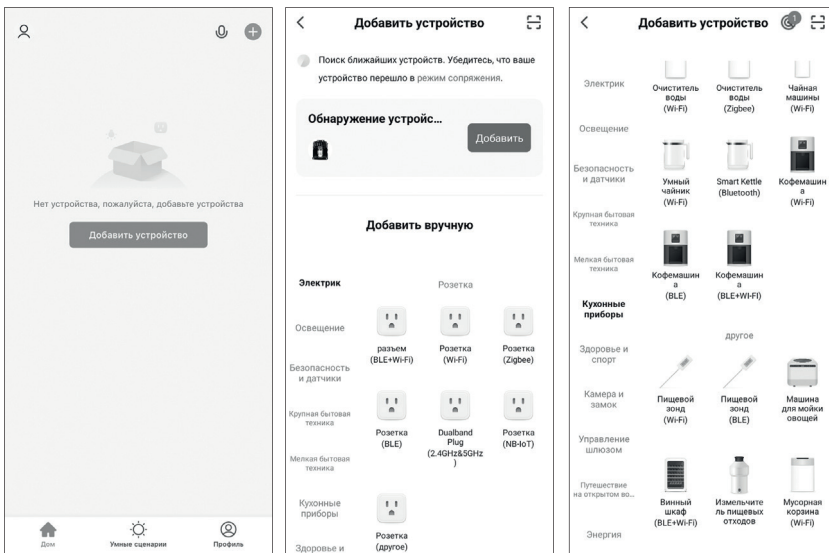 Нет устройства, пожалуйста, добавьте устройства
Добавить устройство
Дом
Умные сценарии
Профиль
Добавить устройство
Поиск ближайших устройств. Убедитесь, что ваше
устройство перешло в режим сопряжения.
Обнаружение устройс...
Добавить
Добавить вручную
Электрик
Освещение
Безопасность
и датчики
Крупная бытовая
техника
Мелкая бытовая
техника
Кухонные
приборы
Здоровье и
Розетка
разъем
(BLE+Wi-Fi)
Розетка
(Wi-Fi)
Розетка
(Zigbee)
Розетка
(BLE)
Dualband
Plug
(2.4GHz&5GHz
)
Розетка
(NB-IoT)
Розетка
(другое)
Добавить устройство
1
Электрик
Освещение
Безопасность
и датчики
Крупная бытовая
техника
Мелкая бытовая
техника
Кухонные
приборы
Здоровье и
спорт
Камера и
замок
Управление
шлюзом
Путешествие
на открытом во...
Энергия
Очиститель
воды
(Wi-Fi)
Очиститель
воды
(Zigbee)
Чайная
машины
(Wi-Fi)
Умный
чайник
(Wi-Fi)
Smart Kettle
(Bluetooth)
Кофемашин
а
(Wi-Fi)
Кофемашин
а
(BLE)
Кофемашин
а
(BLE+WI-FI)
другое
Пищевой
зонд
(Wi-Fi)
Пищевой
зонд
(BLE)
Машина
для мойки
овощей
Винный
шкаф
(BLE+Wi-Fi)
Измельчите
ль пищевых
отходов
Мусорная
корзина
(Wi-Fi)